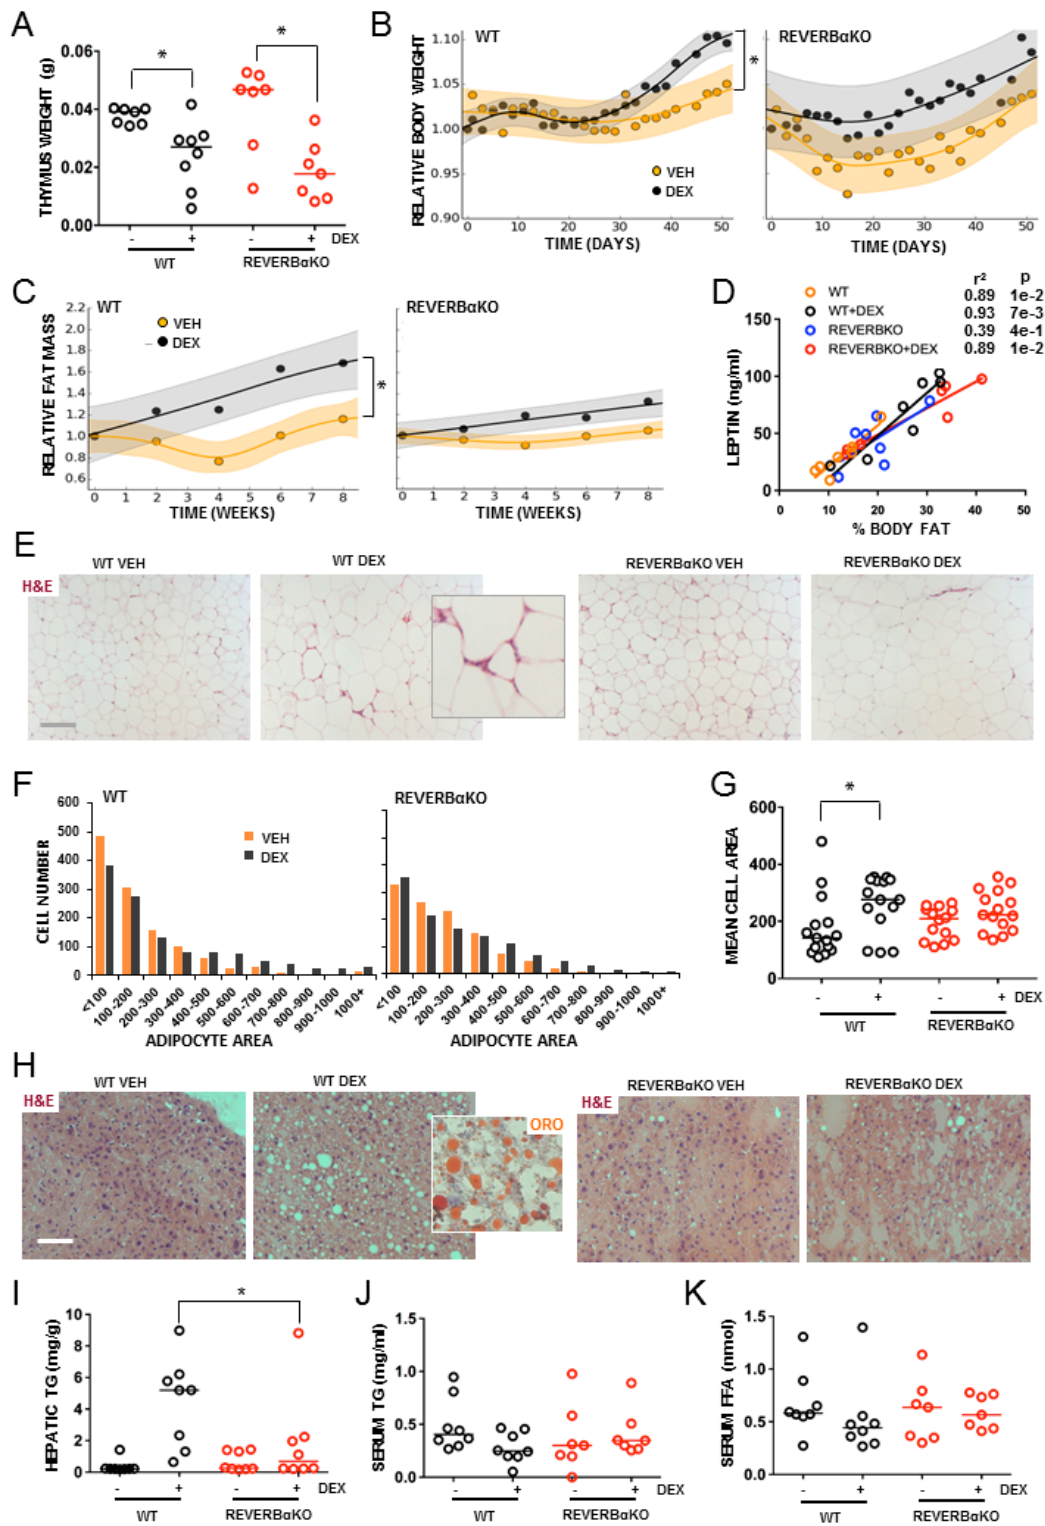 A
THYMUS WEIGHT (g)
0.06
0.04
0.02
0.00
*
*
- + - + DEX
WT REVERBαKO
B
RELATIVE BODY WEIGHT
WT
REVERBαKO
1.10
1.05
1.00
0.95
0.90
*
VEH
DEX
0 10 20 30 40 50
0 10 20 30 40 50
TIME (DAYS)
TIME (DAYS)
C
RELATIVE FAT MASS
WT
REVERBαKO
2.2
2.0
1.8
1.6
1.4
1.2
1.0
0.8
0.6
VEH
DEX
*
0 1 2 3 4 5 6 7 8
0 1 2 3 4 5 6 7 8
TIME (WEEKS)
TIME (WEEKS)
D
r² p
WT 0.89 1e-2
WT+DEX 0.93 7e-3
REVERBKO 0.39 4e-1
REVERBKO+DEX 0.89 1e-2
LEPTIN (ng/ml)
150
100
50
0
0 10 20 30 40 50
% BODY FAT
E
WT VEH
WT DEX
REVERBαKO VEH
REVERBαKO DEX
H&E
F
CELL NUMBER
WT
REVERBαKO
600
500
400
300
200
100
0
VEH
DEX
<100 100-200 200-300 300-400 400-500 500-600 600-700 700-800 800-900 900-1000 1000+
<100 100-200 200-300 300-400 400-500 500-600 600-700 700-800 800-900 900-1000 1000+
ADIPOCYTE AREA
ADIPOCYTE AREA
G
MEAN CELL AREA
600
400
200
0
*
- + - + DEX
WT REVERBαKO
H
WT VEH
WT DEX
REVERBαKO VEH
REVERBαKO DEX
H&E
ORO
H&E
I
HEPATIC TG (mg/g)
10
8
6
4
2
0
*
- + - + DEX
WT REVERBαKO
J
SERUM TG (mg/ml)
1.5
1.0
0.5
0.0
- + - + DEX
WT REVERBαKO
K
SERUM FFA (nmol)
1.5
1.0
0.5
0.0
- + - + DEX
WT REVERBαKO